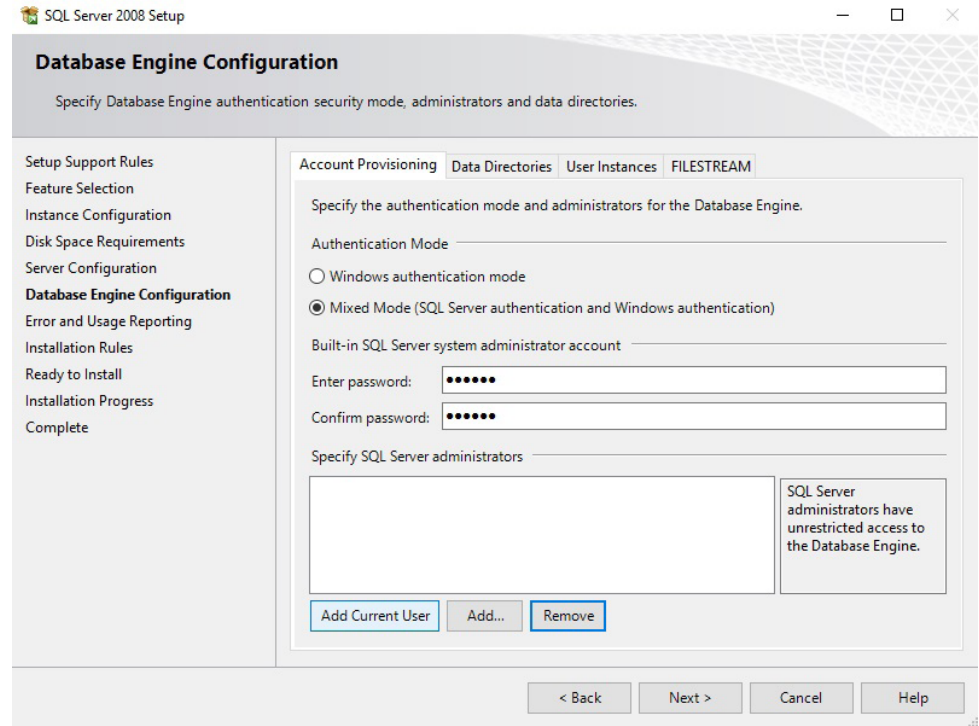 SQL Server 2008 Setup
Database Engine Configuration
Specify Database Engine authentication security mode, administrators and data directories.
Setup Support Rules
Feature Selection
Instance Configuration
Disk Space Requirements
Server Configuration
Database Engine Configuration
Error and Usage Reporting
Installation Rules
Ready to Install
Installation Progress
Complete
Account Provisioning Data Directories User Instances FILESTREAM
Specify the authentication mode and administrators for the Database Engine.
Authentication Mode
Windows authentication mode
Mixed Mode (SQL Server authentication and Windows authentication)
Built-in SQL Server system administrator account
Enter password: ●●●●●●
Confirm password: ●●●●●●
Specify SQL Server administrators
SQL Server
administrators have
unrestricted access to
the Database Engine.
Add Current User Add... Remove
< Back Next > Cancel Help